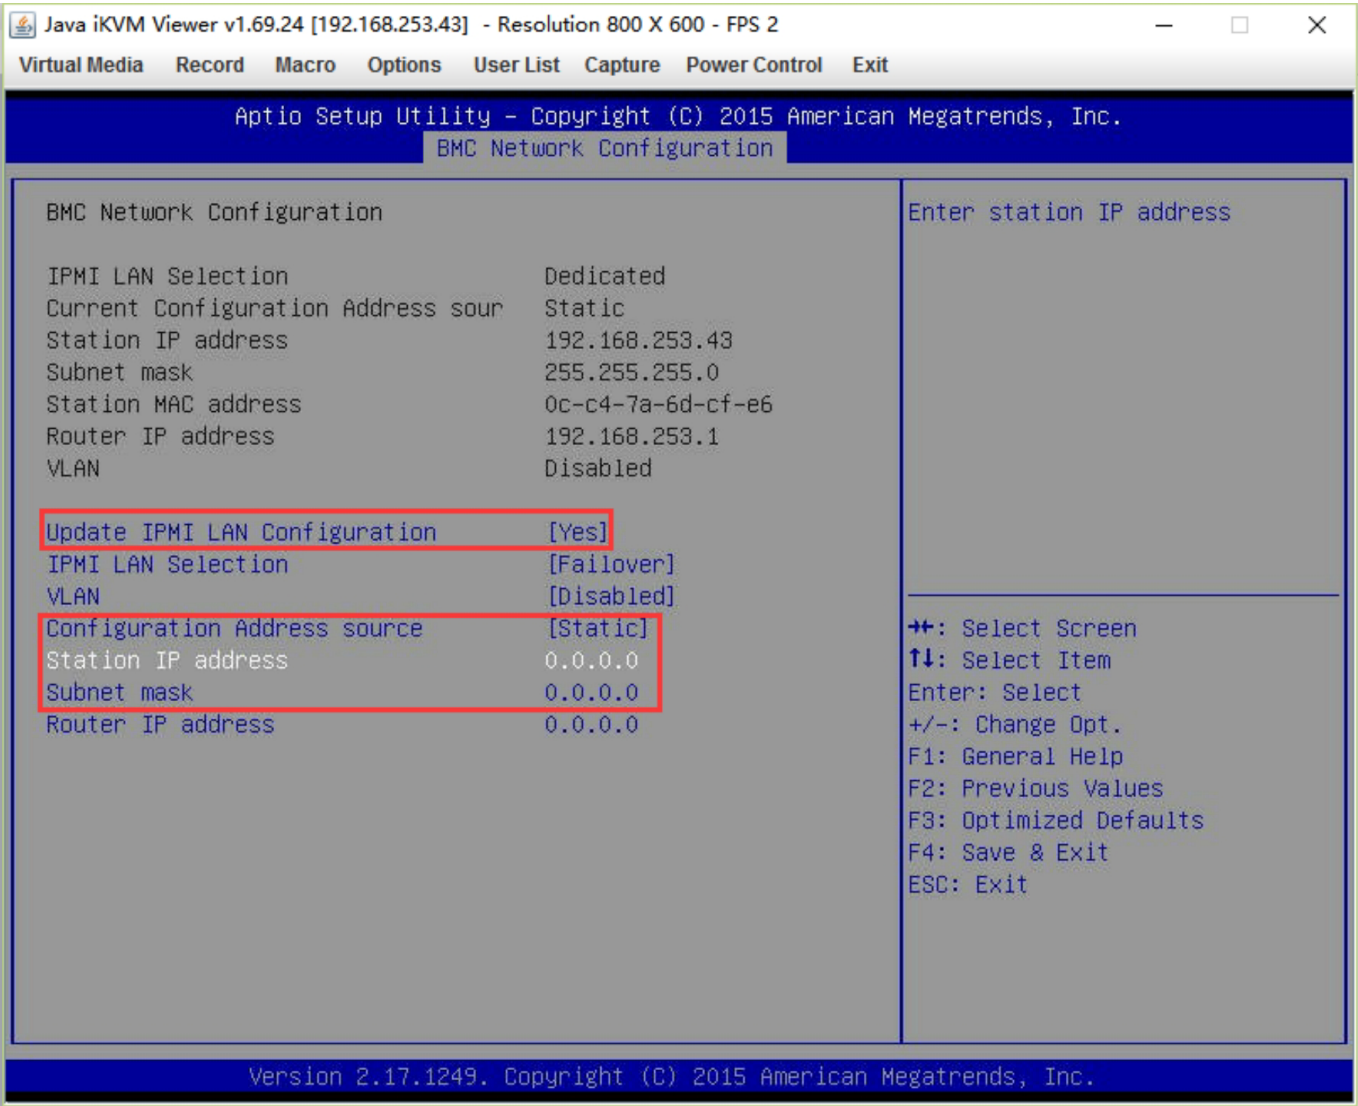 Java iKVM Viewer v1.69.24 [192.168.253.43] - Resolution 800 X 600 - FPS 2
Virtual Media Record Macro Options User List Capture Power Control Exit
Aptio Setup Utility - Copyright (C) 2015 American Megatrends, Inc.
BMC Network Configuration
BMC Network Configuration
IPMI LAN Selection Dedicated
Current Configuration Address sour Static
Station IP address 192.168.253.43
Subnet mask 255.255.255.0
Station MAC address 0c-c4-7a-6d-cf-e6
Router IP address 192.168.253.1
VLAN Disabled
Update IPMI LAN Configuration [Yes]
IPMI LAN Selection [Failover]
VLAN [Disabled]
Configuration Address source [Static]
Station IP address 0.0.0.0
Subnet mask 0.0.0.0
Router IP address 0.0.0.0
Enter station IP address
→←: Select Screen
↑↓: Select Item
Enter: Select
+/-: Change Opt.
F1: General Help
F2: Previous Values
F3: Optimized Defaults
F4: Save & Exit
ESC: Exit
Version 2.17.1249. Copyright (C) 2015 American Megatrends, Inc.